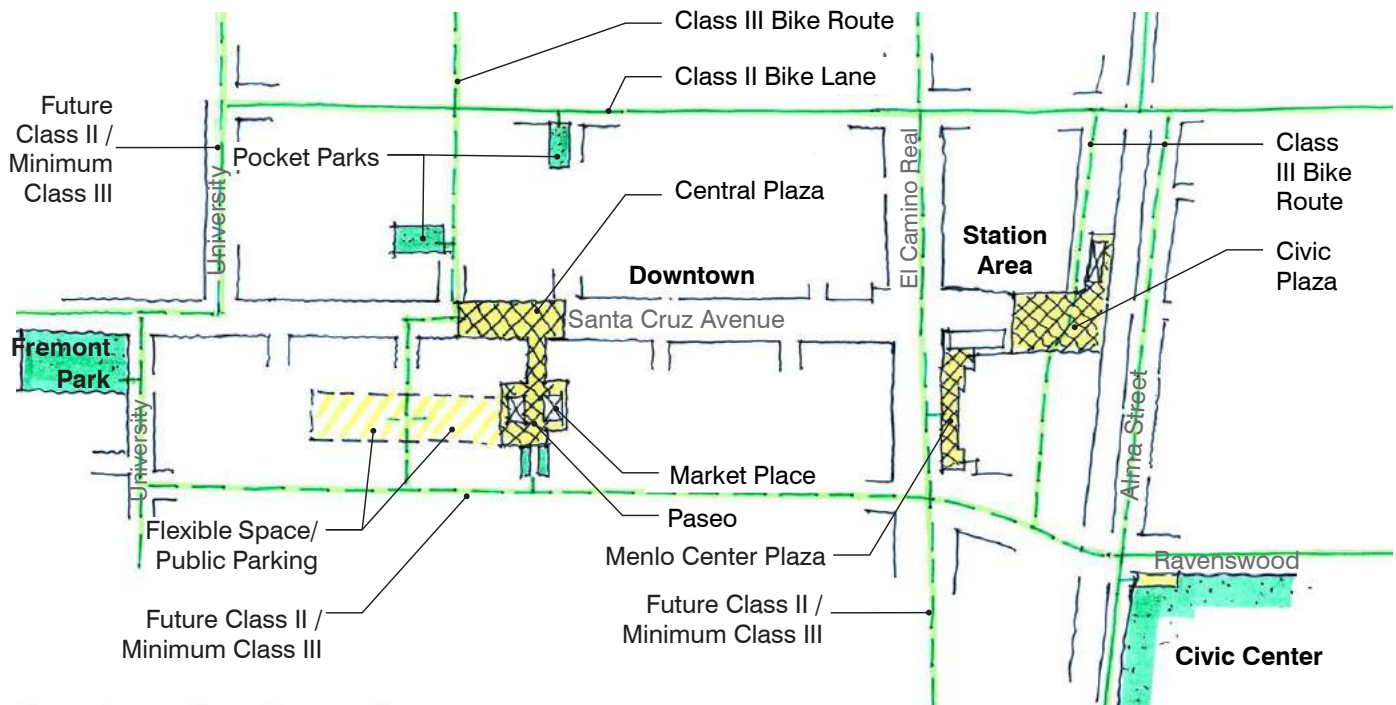 Class III Bike Route
Class II Bike Lane
Future
Class II /
Minimum
Class III
Pocket Parks
University
Central Plaza
El Camino Real
Class
III Bike
Route
Station
Area
Civic
Plaza
Downtown
Santa Cruz Avenue
Fremont
Park
University
Alma Street
Market Place
Paseo
Flexible Space/
Public Parking
Menlo Center Plaza
Ravenswood
Future Class II /
Minimum Class III
Future Class II /
Minimum Class III
Civic Center